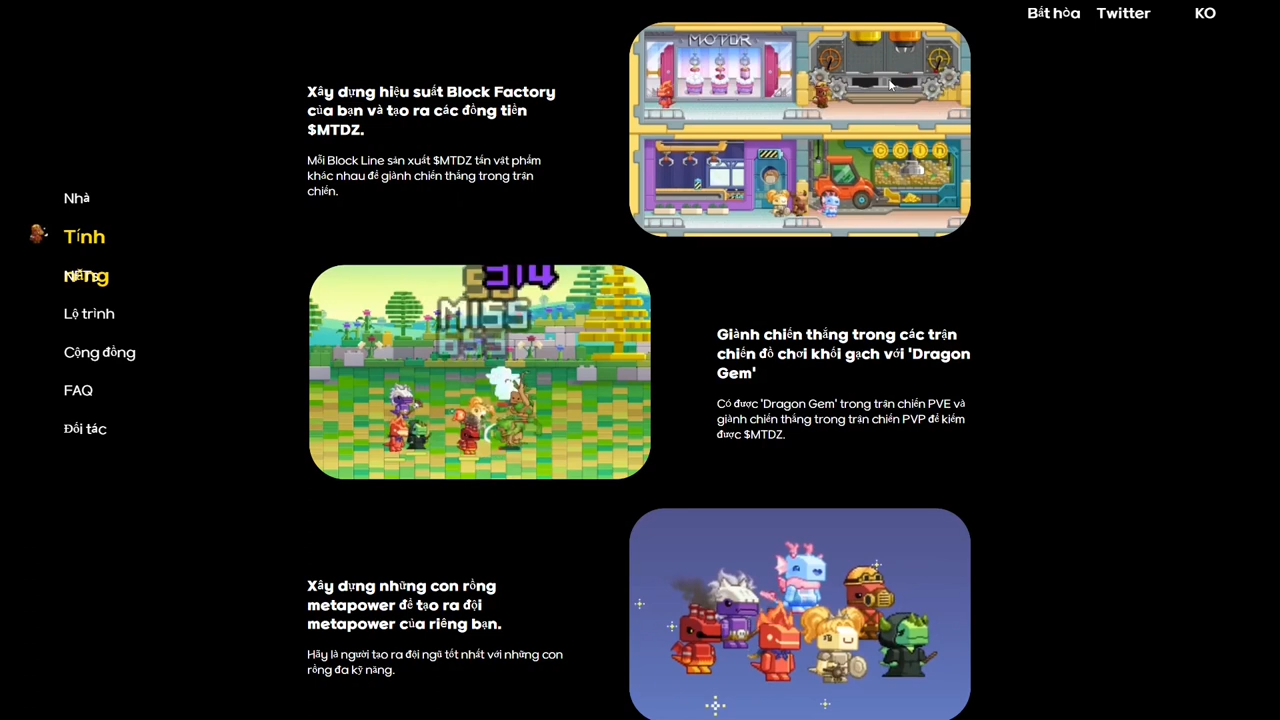 Bất hòa Twitter KO
Xây dựng hiệu suất Block Factory
của bạn và tạo ra các đồng tiền
$MTDZ.
Mỗi Block Line sản xuất $MTDZ tấn vật phẩm
khác nhau để giành chiến thắng trong trận
chiến.
MOTOR
COIN
Nhà
Tính
năng
Lộ trình
Cộng đồng
FAQ
Đối tác
314
MISS
Giành chiến thắng trong các trận
chiến đồ chơi khối gạch với 'Dragon
Gem'
Có được 'Dragon Gem' trong trận chiến PVE và
giành chiến thắng trong trận chiến PVP để kiếm
được $MTDZ.
Xây dựng những con rồng
metapower để tạo ra đội
metapower của riêng bạn.
Hãy là người tạo ra đội ngũ tốt nhất với những con
rồng đa kỹ năng.